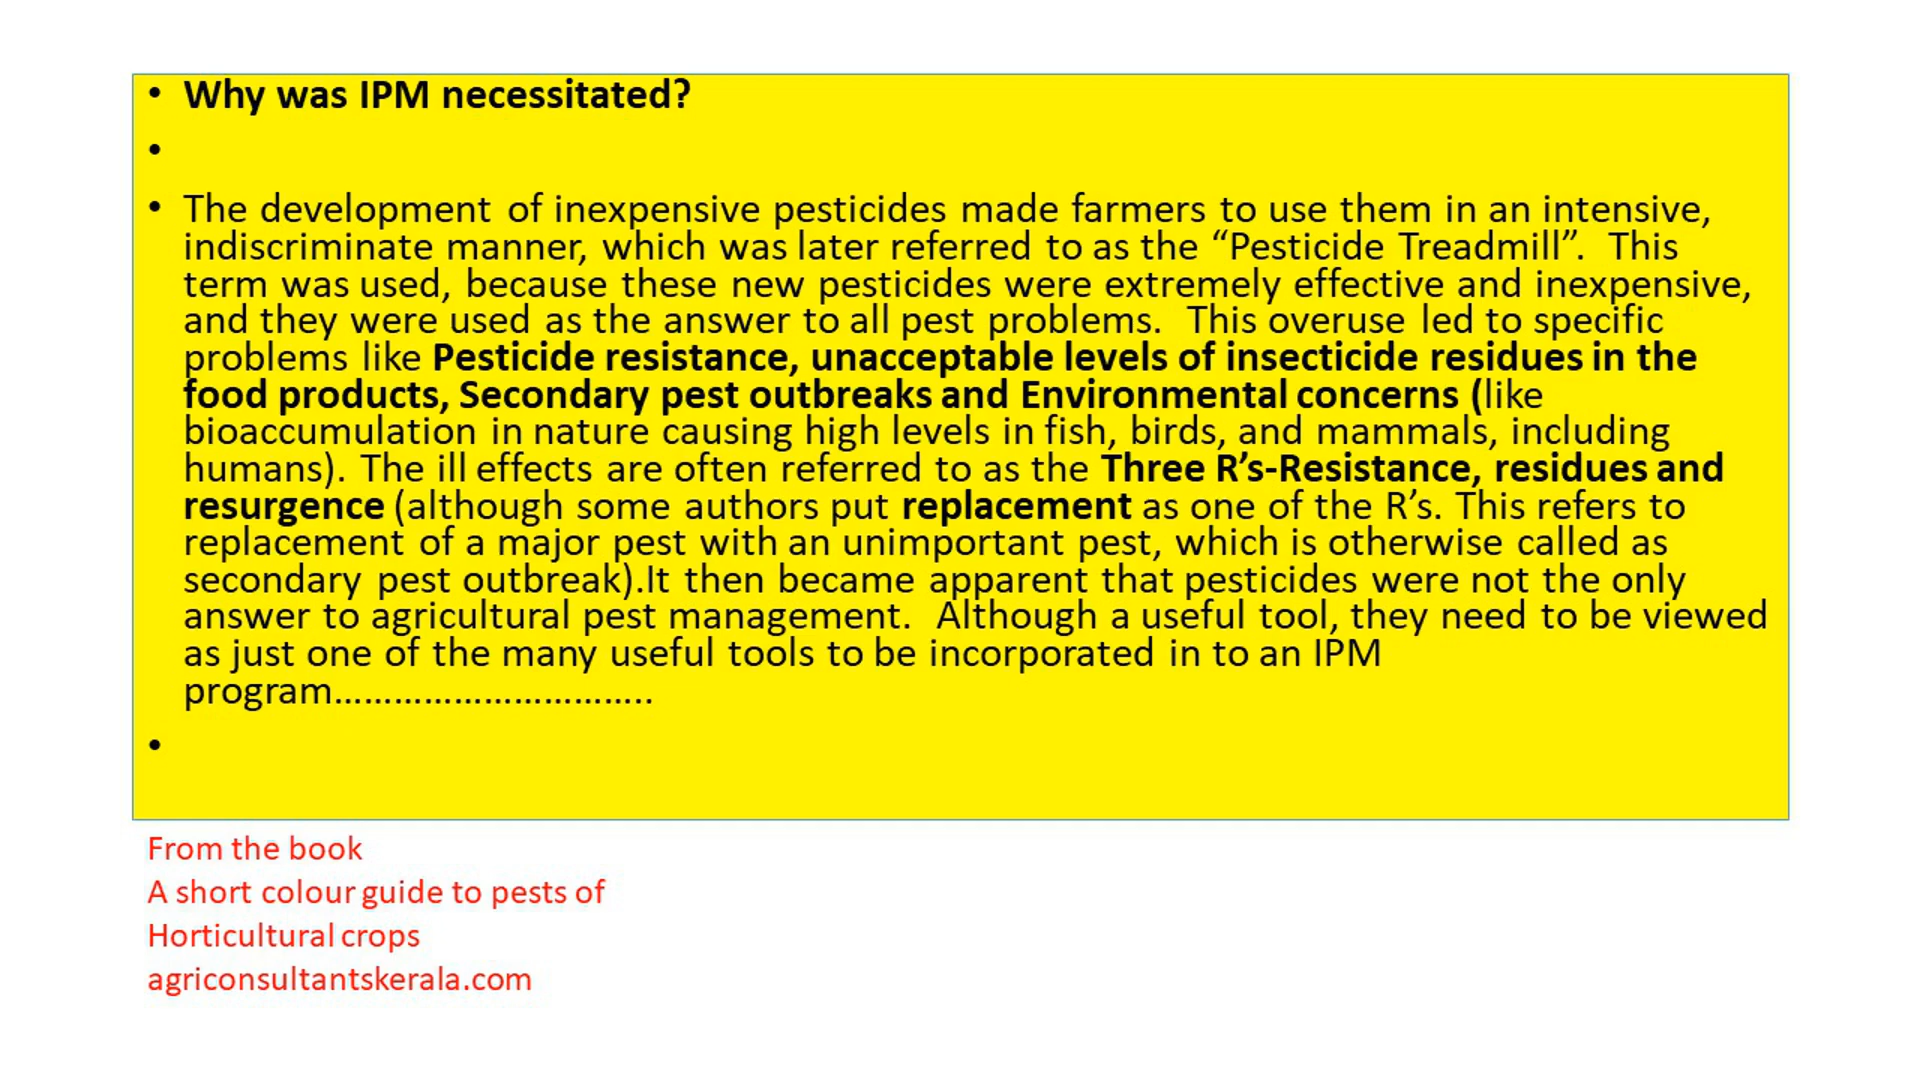 • Why was IPM necessitated?
•
• The development of inexpensive pesticides made farmers to use them in an intensive,
indiscriminate manner, which was later referred to as the “Pesticide Treadmill”.  This
term was used, because these new pesticides were extremely effective and inexpensive,
and they were used as the answer to all pest problems.  This overuse led to specific
problems like Pesticide resistance, unacceptable levels of insecticide residues in the
food products, Secondary pest outbreaks and Environmental concerns (like
bioaccumulation in nature causing high levels in fish, birds, and mammals, including
humans). The ill effects are often referred to as the Three R’s-Resistance, residues and
resurgence (although some authors put replacement as one of the R’s. This refers to
replacement of a major pest with an unimportant pest, which is otherwise called as
secondary pest outbreak).It then became apparent that pesticides were not the only
answer to agricultural pest management.  Although a useful tool, they need to be viewed
as just one of the many useful tools to be incorporated in to an IPM
program…………………………..
•
From the book
A short colour guide to pests of
Horticultural crops
agriconsultantskerala.com